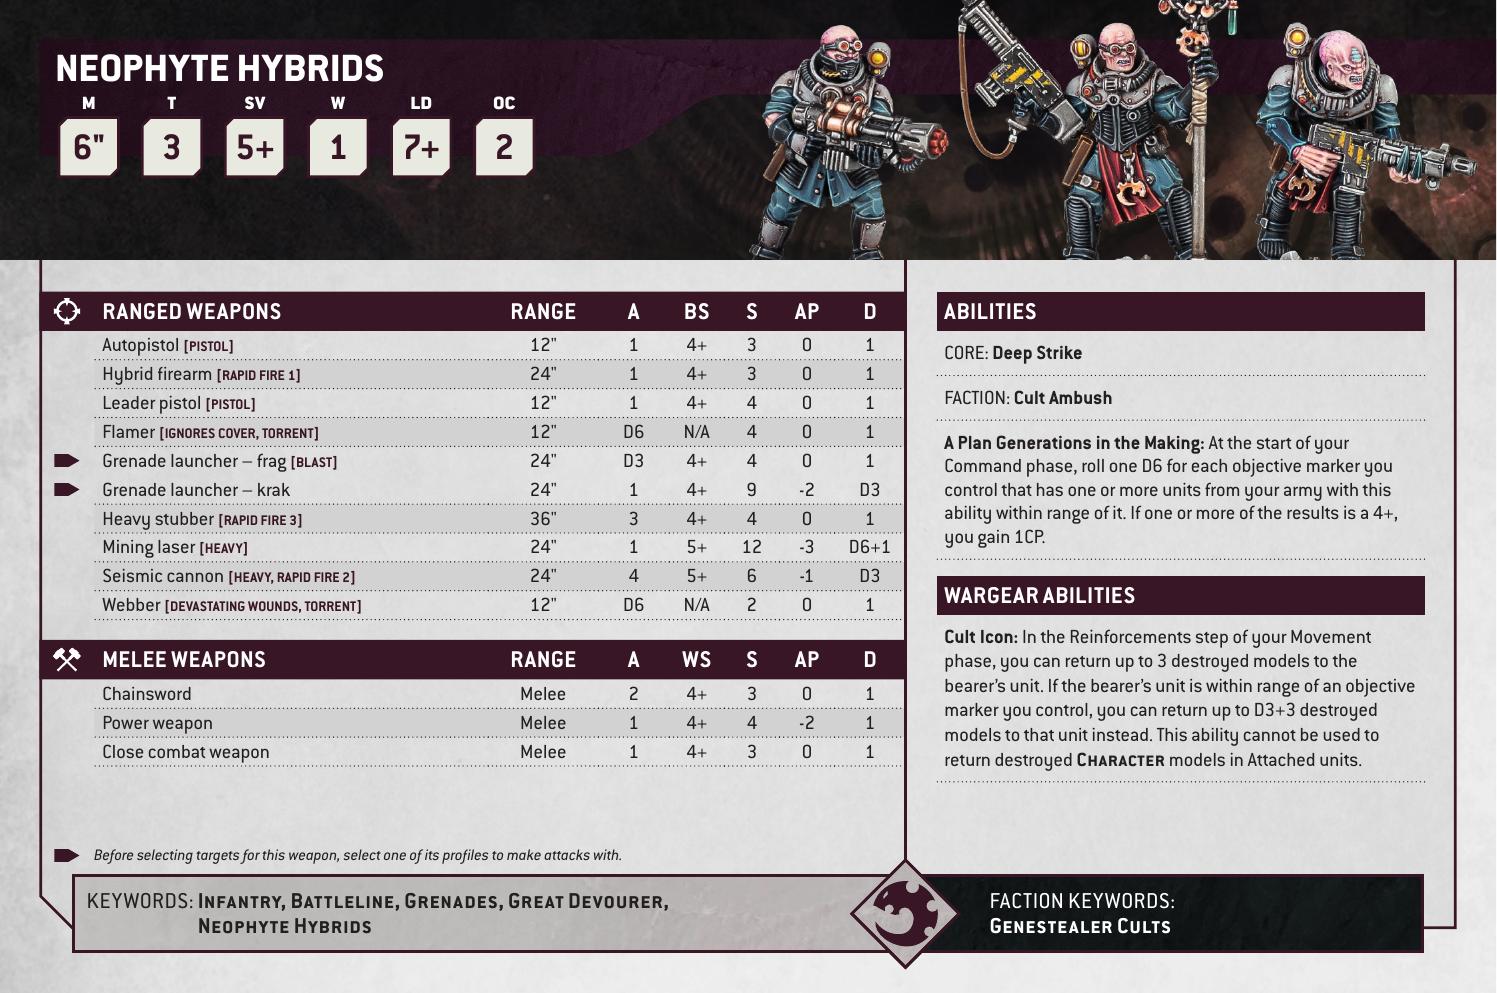 NEOPHYTE HYBRIDS
M T SV W LD OC
6" 3 5+ 1 7+ 2
RANGED WEAPONS RANGE A BS S AP D
Autopistol [PISTOL] 12" 1 4+ 3 0 1
Hybrid firearm [RAPID FIRE 1] 24" 1 4+ 3 0 1
Leader pistol [PISTOL] 12" 1 4+ 4 0 1
Flamer [IGNORES COVER, TORRENT] 12" D6 N/A 4 0 1
Grenade launcher – frag [BLAST] 24" D3 4+ 4 0 1
Grenade launcher – krak 24" 1 4+ 9 -2 D3
Heavy stubber [RAPID FIRE 3] 36" 3 4+ 4 0 1
Mining laser [HEAVY] 24" 1 5+ 12 -3 D6+1
Seismic cannon [HEAVY, RAPID FIRE 2] 24" 4 5+ 6 -1 D3
Webber [DEVASTATING WOUNDS, TORRENT] 12" D6 N/A 2 0 1
MELEE WEAPONS RANGE A WS S AP D
Chainsword Melee 2 4+ 3 0 1
Power weapon Melee 1 4+ 4 -2 1
Close combat weapon Melee 1 4+ 3 0 1
Before selecting targets for this weapon, select one of its profiles to make attacks with.
ABILITIES
CORE: Deep Strike
FACTION: Cult Ambush
A Plan Generations in the Making: At the start of your
Command phase, roll one D6 for each objective marker you
control that has one or more units from your army with this
ability within range of it. If one or more of the results is a 4+,
you gain 1CP.
WARGEAR ABILITIES
Cult Icon: In the Reinforcements step of your Movement
phase, you can return up to 3 destroyed models to the
bearer's unit. If the bearer's unit is within range of an objective
marker you control, you can return up to D3+3 destroyed
models to that unit instead. This ability cannot be used to
return destroyed CHARACTER models in Attached units.
KEYWORDS: INFANTRY, BATTLELINE, GRENADES, GREAT DEVOURER,
NEOPHYTE HYBRIDS
FACTION KEYWORDS:
GENESTEALER CULTS